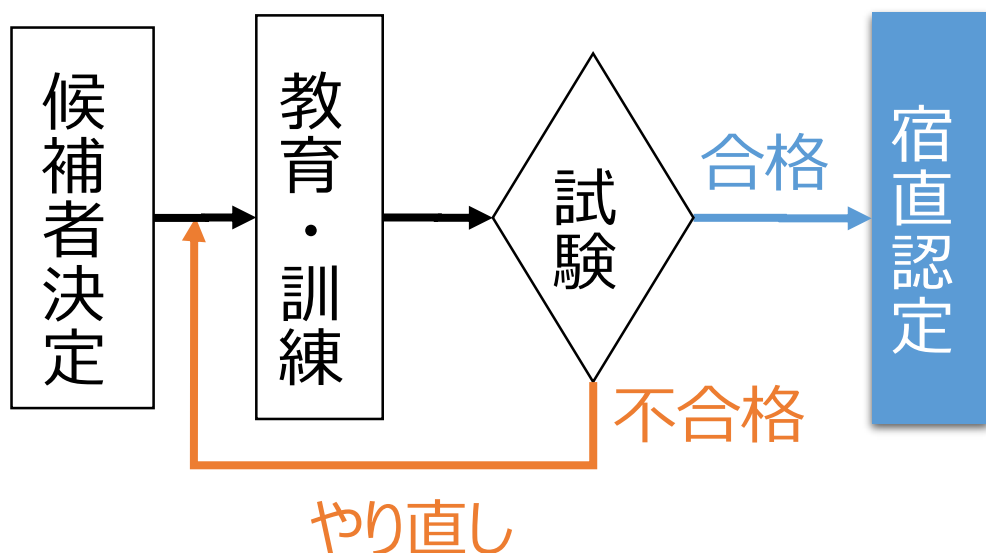 候補者決定
教育・訓練
試験
合格
宿直認定
不合格
やり直し